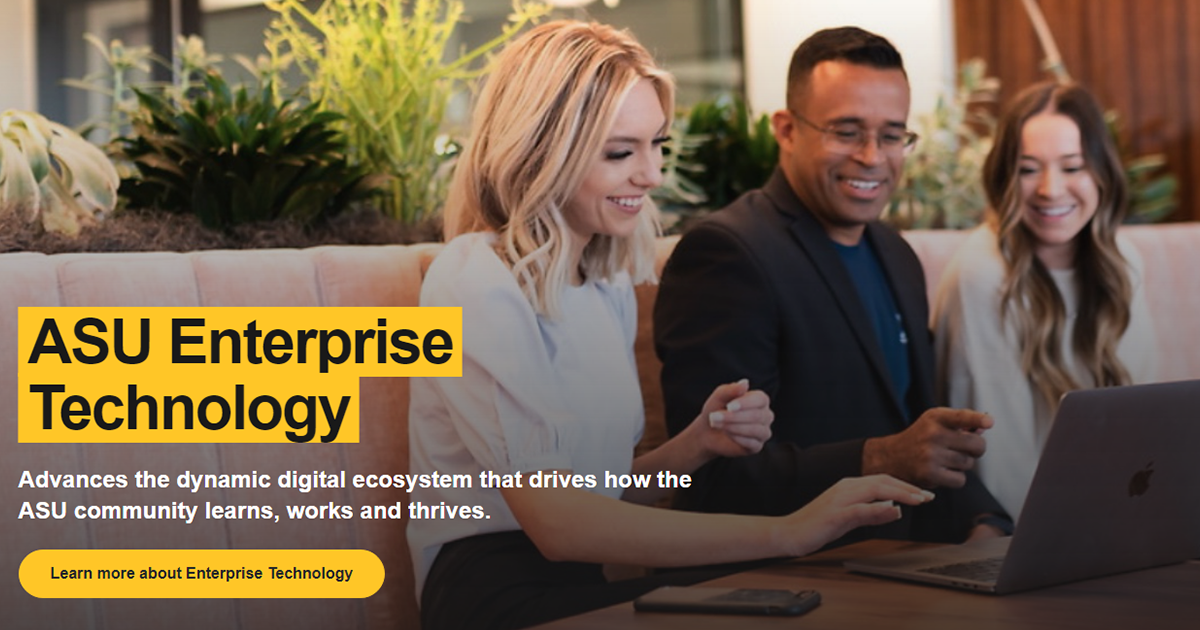 ASU Enterprise
Technology
Advances the dynamic digital ecosystem that drives how the
ASU community learns, works and thrives.
Learn more about Enterprise Technology